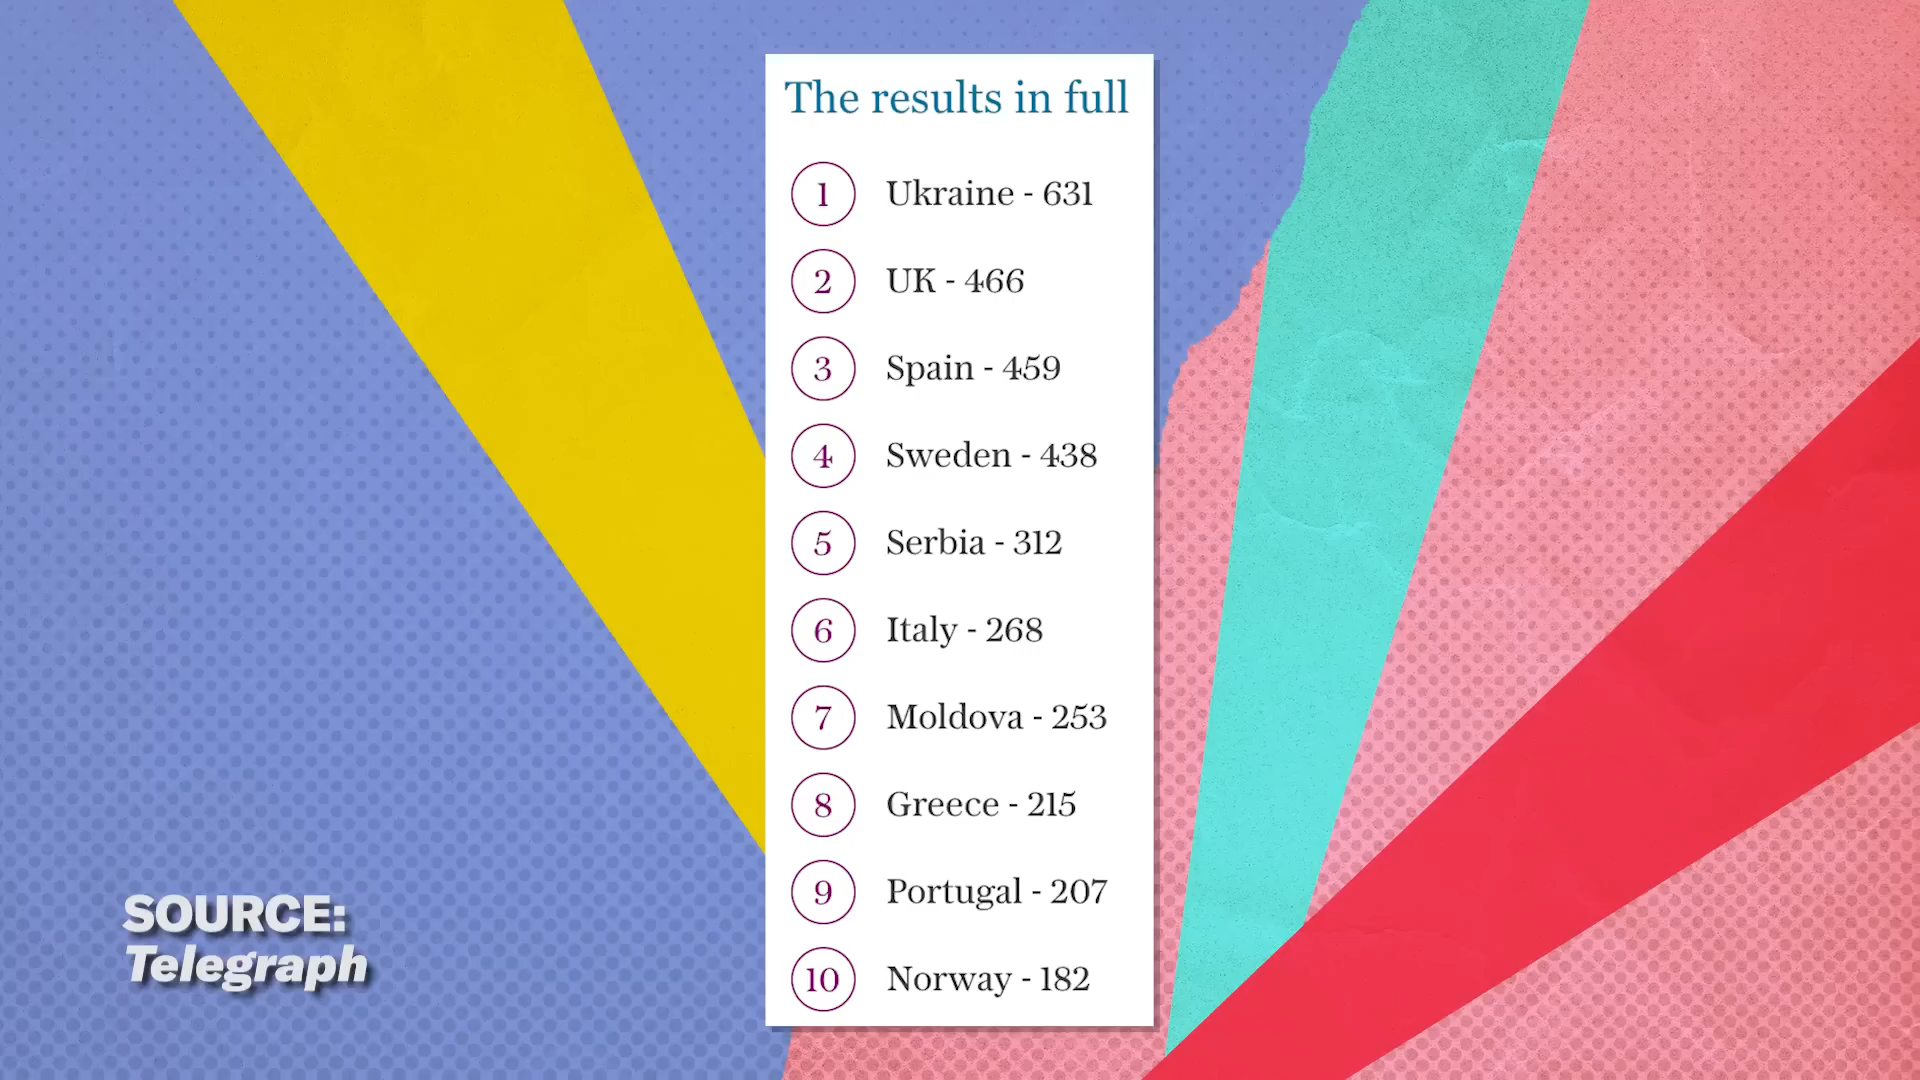 The results in full
1 Ukraine - 631
2 UK - 466
3 Spain - 459
4 Sweden - 438
5 Serbia - 312
6 Italy - 268
7 Moldova - 253
8 Greece - 215
9 Portugal - 207
10 Norway - 182
SOURCE:
Telegraph